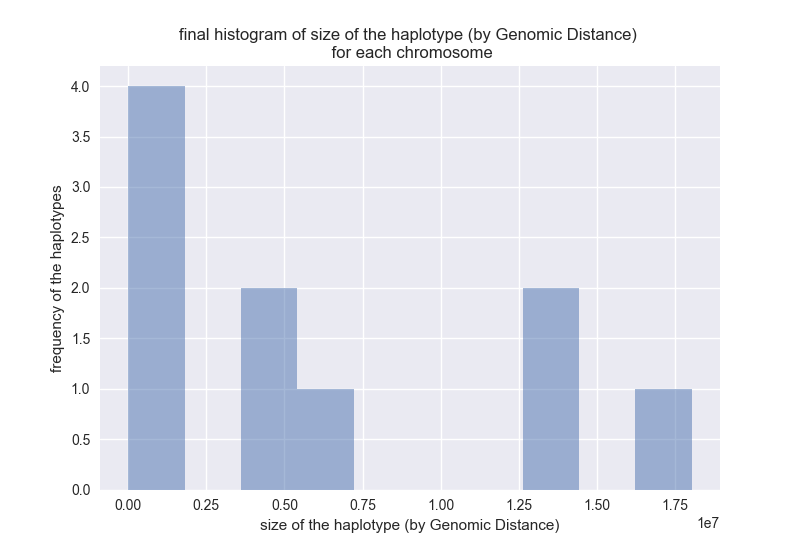 final histogram of size of the haplotype (by Genomic Distance)
for each chromosome
4.0
3.5
3.0
2.5
2.0
1.5
1.0
0.5
0.0
frequency of the haplotypes
0.00 0.25 0.50 0.75 1.00 1.25 1.50 1.75
1e7
size of the haplotype (by Genomic Distance)